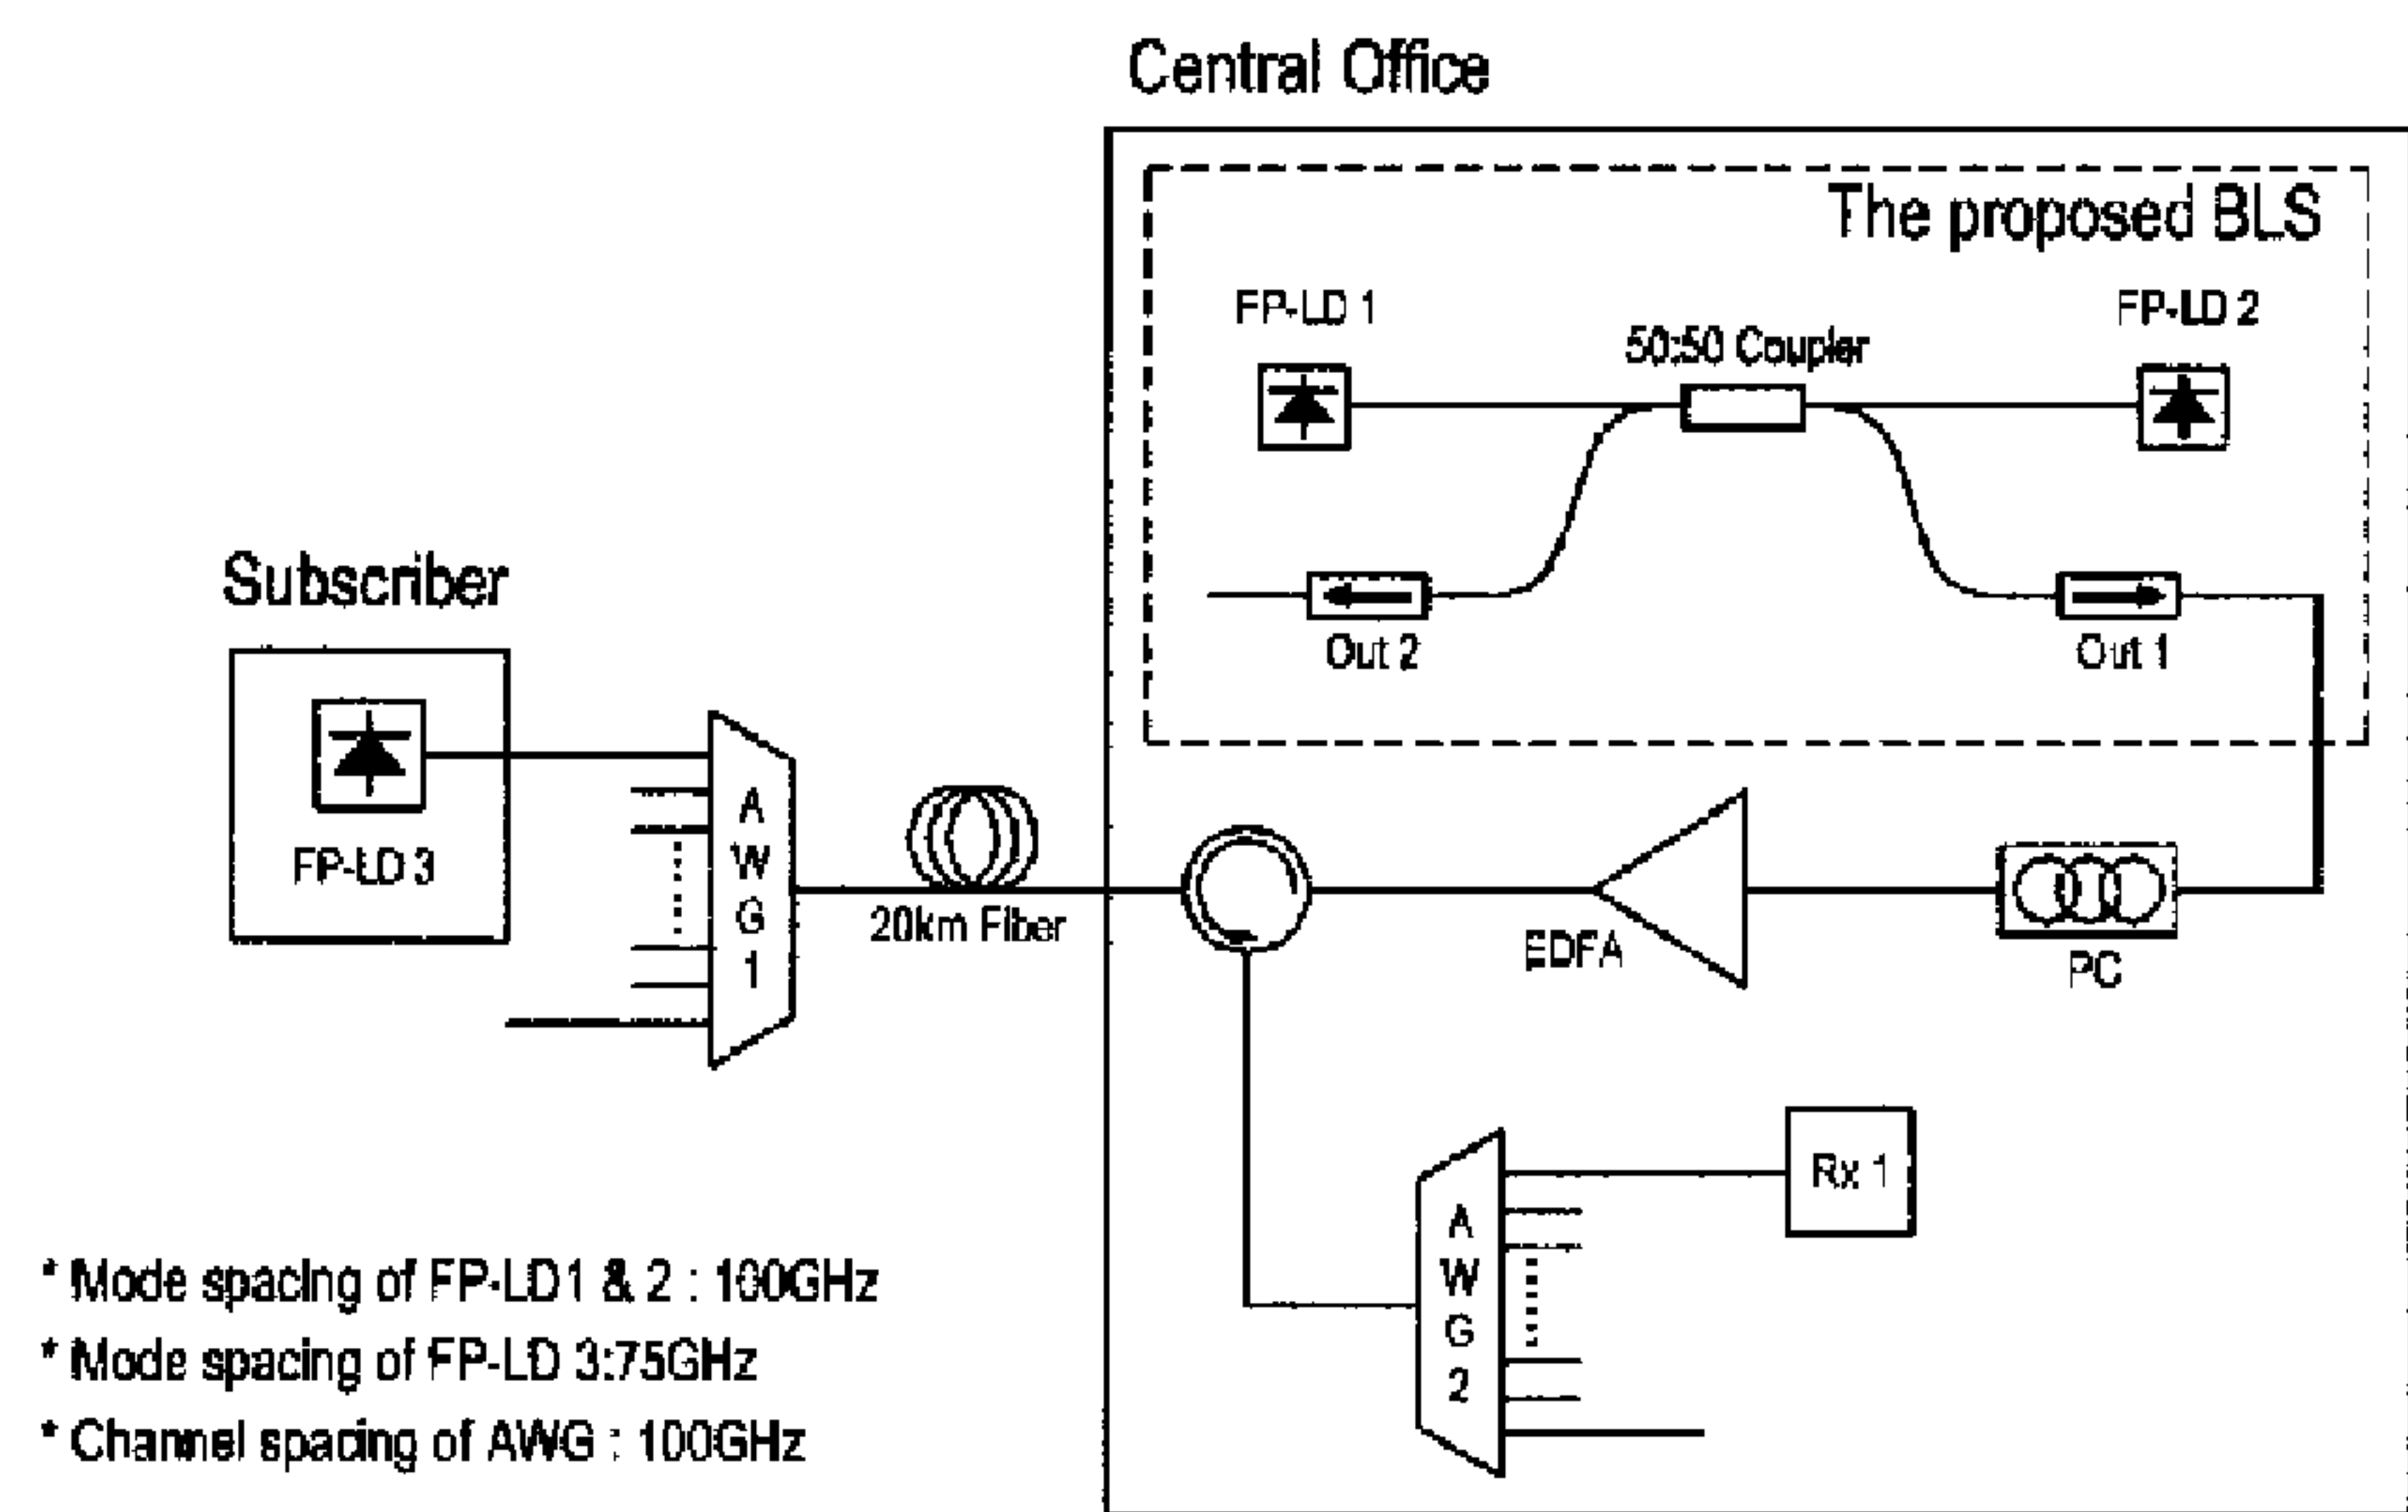 Central Office
The proposed BLS
FP-LD 1
50:50 Coupler
FP-LD 2
Out 2
Out 1
Subscriber
FP-LD 3
A
W
G
1
20km Fiber
EDFA
PC
Rx 1
A
W
G
2
* Mode spacing of FP-LD1 & 2 : 100GHz
* Mode spacing of FP-LD 3:75GHz
* Channel spacing of AWG : 100GHz